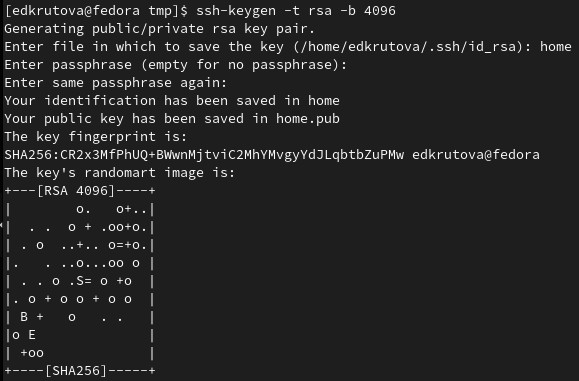 [edkrutova@fedora tmp]$ ssh-keygen -t rsa -b 4096
Generating public/private rsa key pair.
Enter file in which to save the key (/home/edkrutova/.ssh/id_rsa): home
Enter passphrase (empty for no passphrase):
Enter same passphrase again:
Your identification has been saved in home
Your public key has been saved in home.pub
The key fingerprint is:
SHA256:CR2x3MfPhUQ+BWwnMjtviC2MhYMvgyYdJLqbtbZuPMw edkrutova@fedora
The key's randomart image is:
+---[RSA 4096]----+
|        o.   o+..|
|  . .  o + .oo+o.|
| . o  ..+.. o=+o.|
|.   . ..o...oo o |
| . . o .S= o +o  |
|. o + o o + o o  |
| B +   o   . .   |
|o E              |
| +oo             |
+----[SHA256]-----+